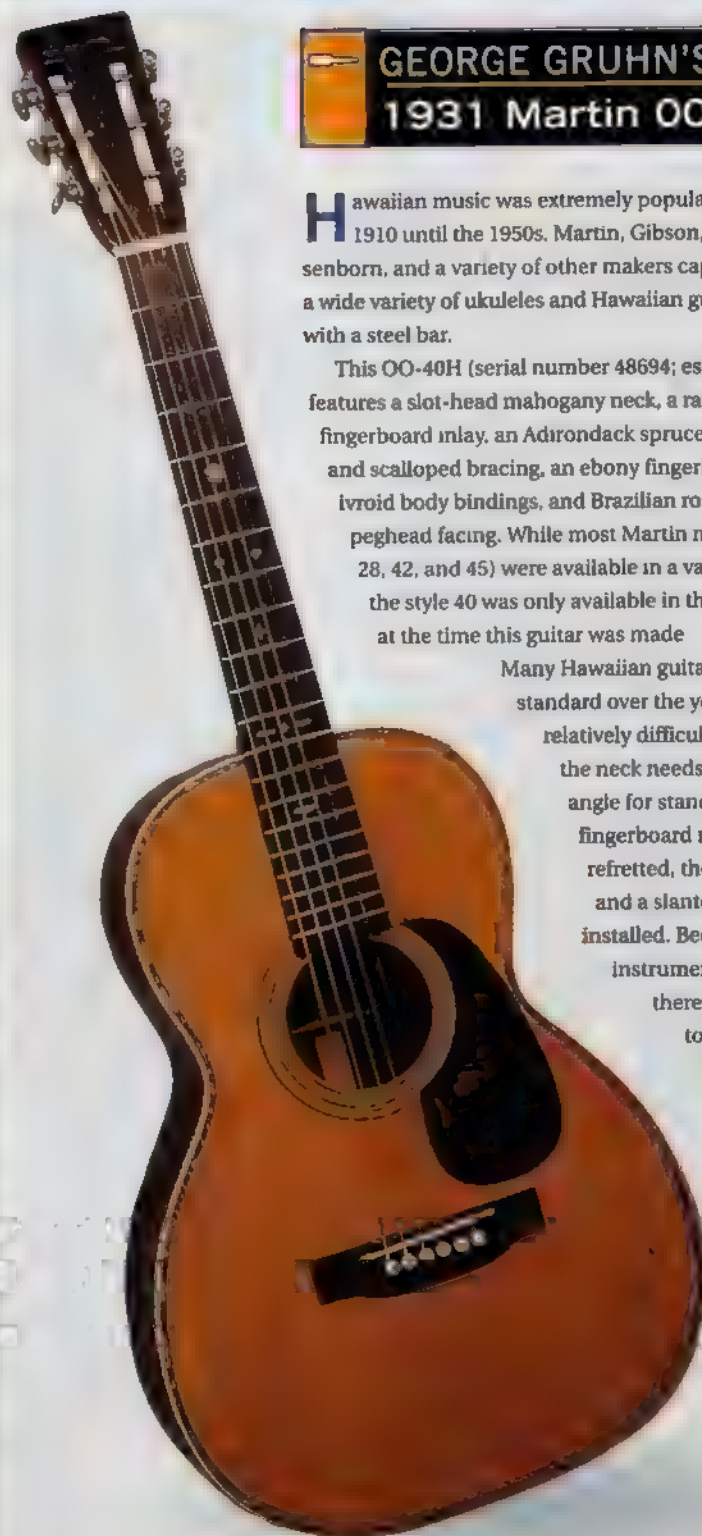 GEORGE GRUHN'S
1931 Martin OO
Hawaiian music was extremely popula
1910 until the 1950s. Martin, Gibson,
senborn, and a variety of other makers cap
a wide variety of ukuleles and Hawaiian gu
with a steel bar.
This OO-40H (serial number 48694; es
features a slot-head mahogany neck, a ra
fingerboard inlay, an Adirondack spruce
and scalloped bracing, an ebony finger
ivroid body bindings, and Brazilian ro
peghead facing. While most Martin m
28, 42, and 45) were available in a va
the style 40 was only available in th
at the time this guitar was made
Many Hawaiian guita
standard over the y
relatively difficul
the neck needs
angle for stand
fingerboard r
refretted, th
and a slant
installed. Be
instrume
there
to